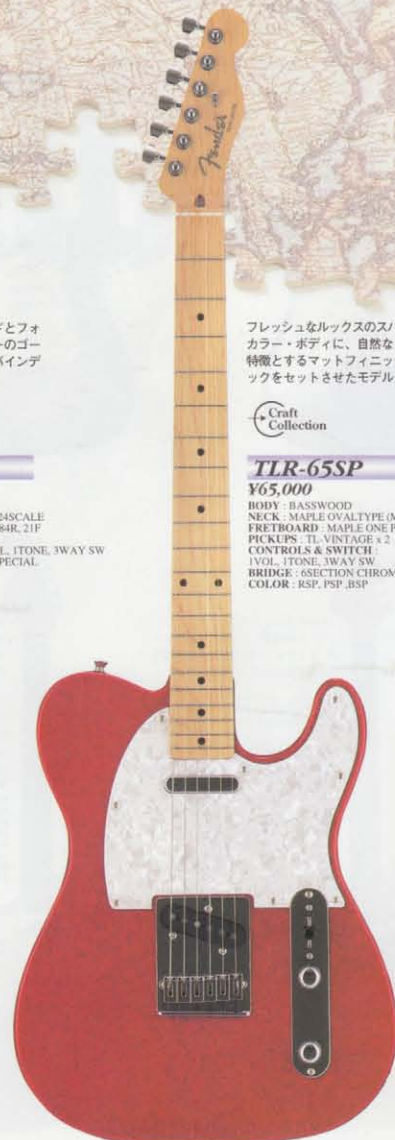 Fender
ドとフォ
ーのゴー
バインデ
24SCALE
84R, 21F
L, 1TONE, 3WAY SW
PECIAL
フレッシュなルックスのスパ
カラー・ボディに、自然な
特徴とするマットフィニッ
ックをセットさせたモデル
Craft
Collection
TLR-65SP
¥65,000
BODY : BASSWOOD
NECK : MAPLE OVALTYPE (M
FRETBOARD : MAPLE ONE P
PICKUPS : TL-VINTAGE x 2
CONTROLS & SWITCH :
1VOL, 1TONE, 3WAY SW
BRIDGE : 6SECTION CHROM
COLOR : RSP, PSP ,BSP